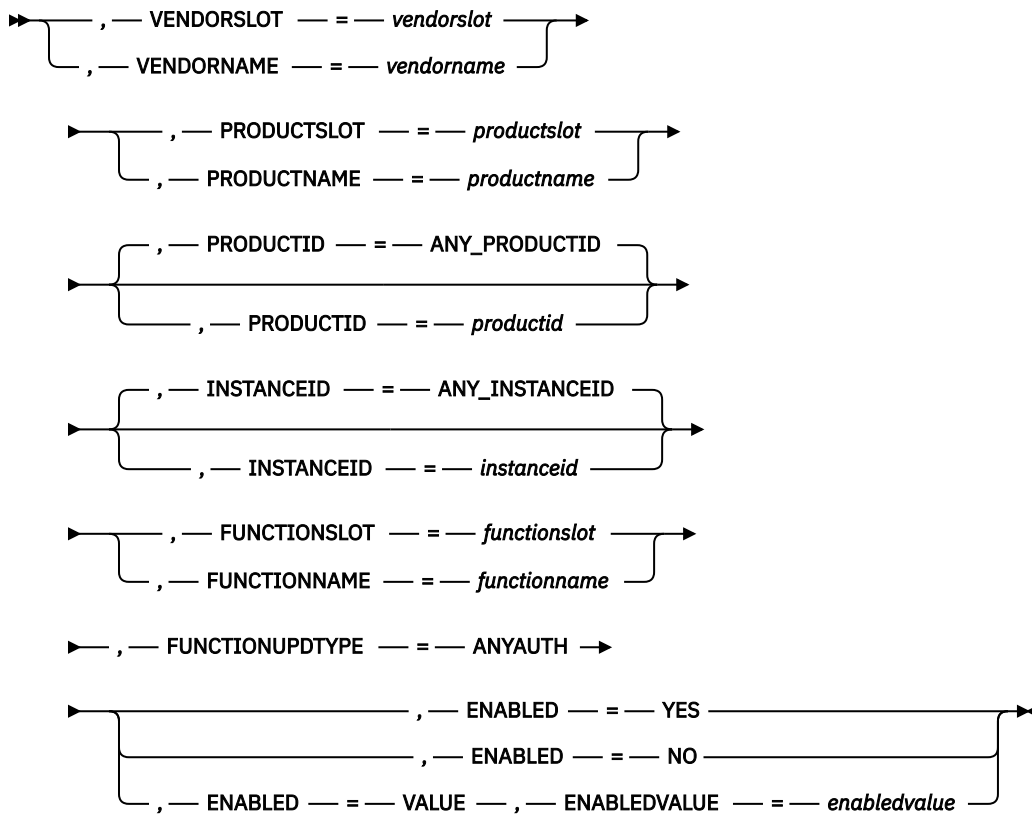 , VENDORSLOT = vendorslot
, VENDORNAME = vendorname
, PRODUCTSLOT = productslot
, PRODUCTNAME = productname
, PRODUCTID = ANY_PRODUCTID
, PRODUCTID = productid
, INSTANCEID = ANY_INSTANCEID
, INSTANCEID = instanceid
, FUNCTIONSLOT = functionslot
, FUNCTIONNAME = functionname
, FUNCTIONUPDTYPE = ANYAUTH
, ENABLED = YES
, ENABLED = NO
, ENABLED = VALUE , ENABLEDVALUE = enabledvalue